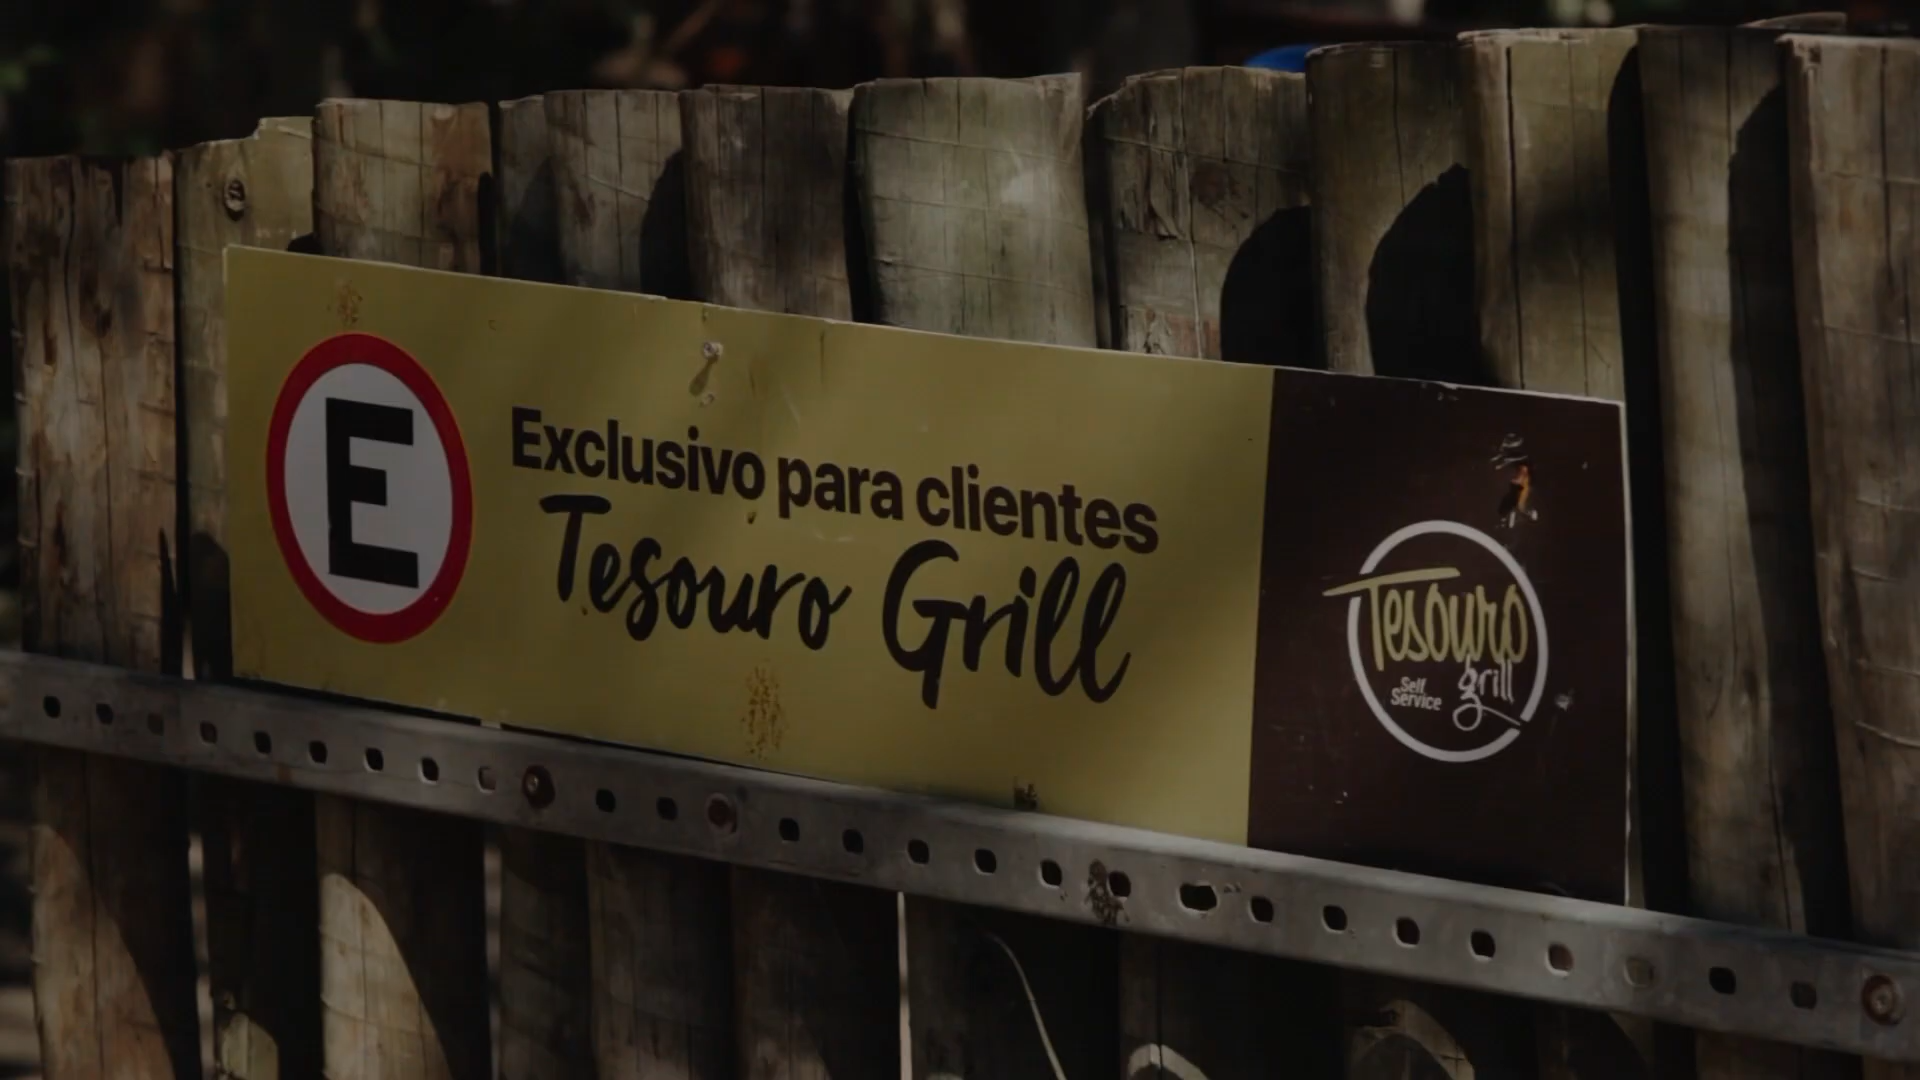 E
Exclusivo para clientes
Tesouro Grill
Tesouro
grill
Self
Service